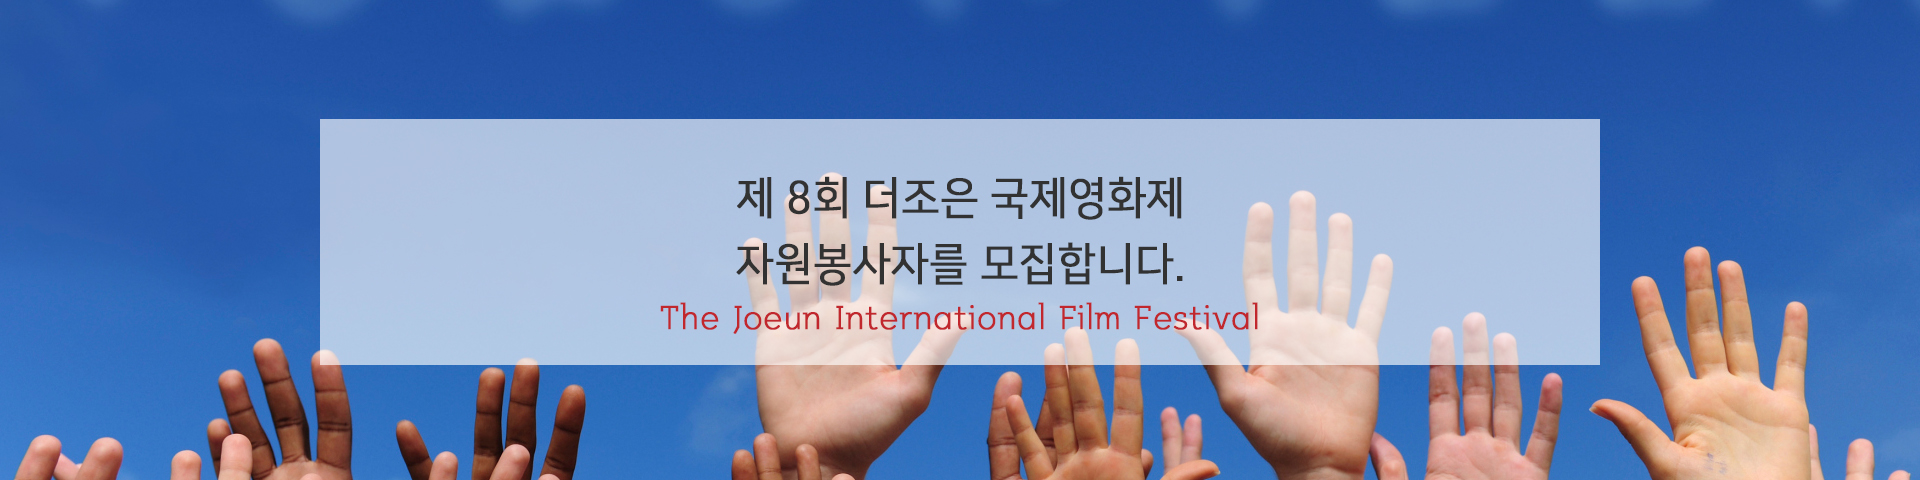 제 8회 더조은 국제영화제
자원봉사자를 모집합니다.
The Joeun International Film Festival